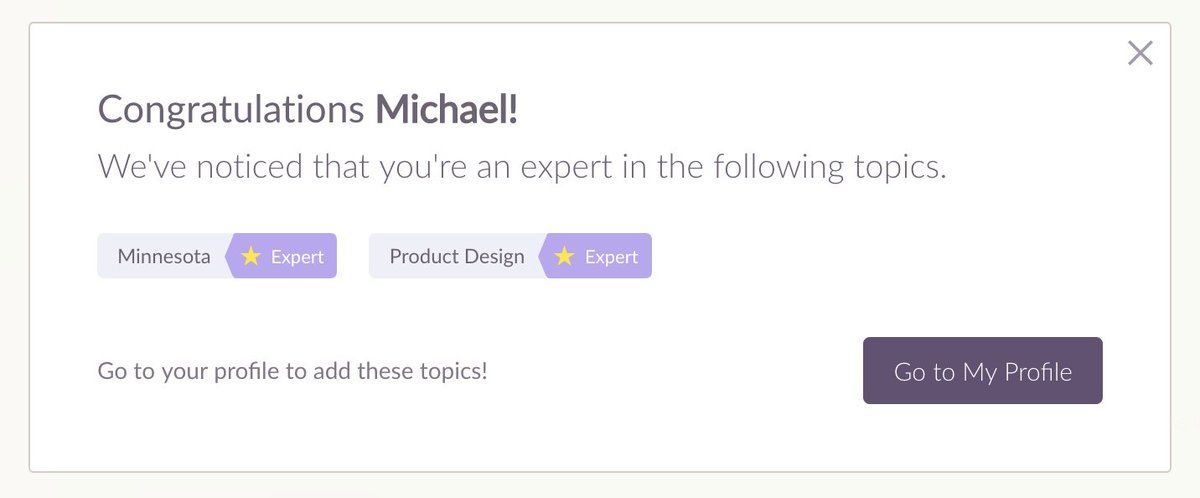 Congratulations Michael!
We've noticed that you're an expert in the following topics.
Minnesota Expert Product Design Expert
Go to your profile to add these topics! Go to My Profile